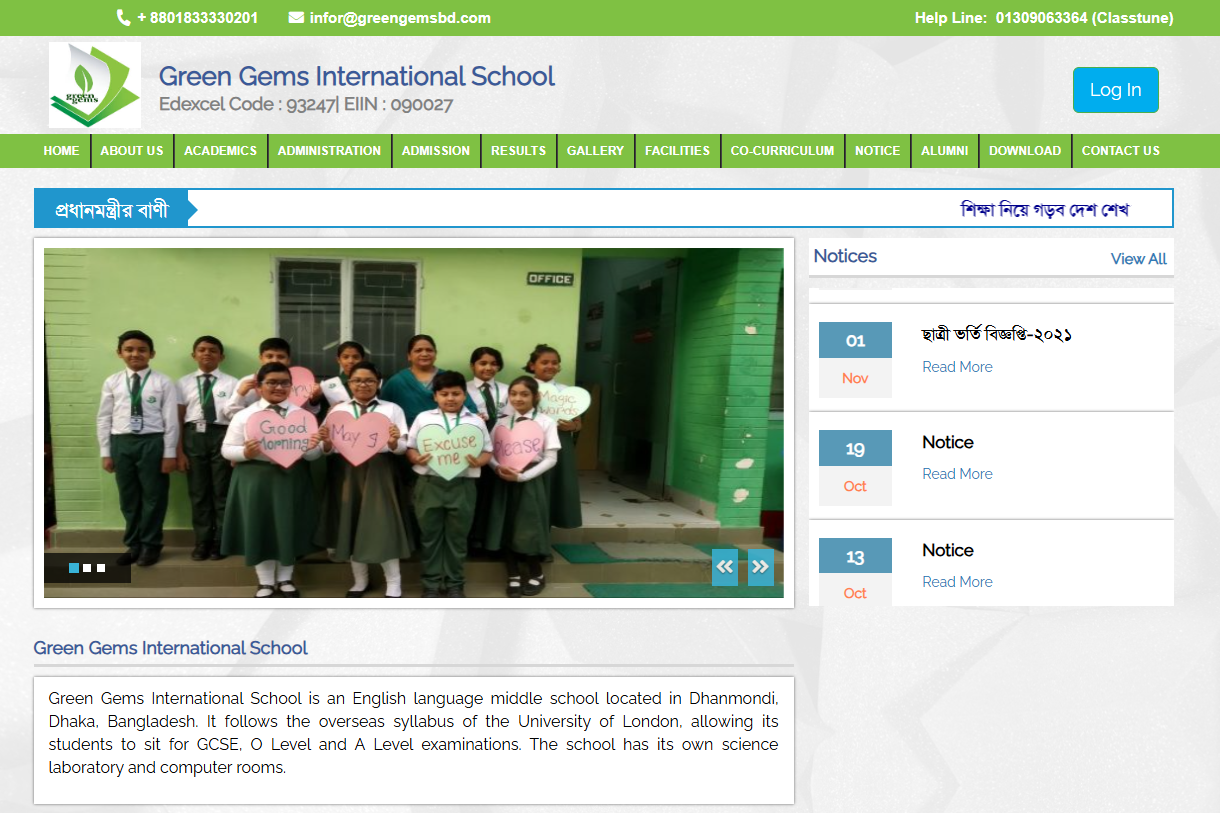 + 8801833330201 infor@greengemsbd.com Help Line: 01309063364 (Classtune)
green gems
Green Gems International School
Edexcel Code : 93247| EIIN : 090027
Log In
HOME ABOUT US ACADEMICS ADMINISTRATION ADMISSION RESULTS GALLERY FACILITIES CO-CURRICULUM NOTICE ALUMNI DOWNLOAD CONTACT US
প্রধানমন্ত্রীর বাণী শিক্ষা নিয়ে গড়ব দেশ শেখ
OFFICE
Magic
words
Good
Morning
May I
Excuse
me
Please
Notices View All
01 ছাত্রী ভর্তি বিজ্ঞপ্তি-২০২১
Nov Read More
19 Notice
Oct Read More
13 Notice
Oct Read More
Green Gems International School
Green Gems International School is an English language middle school located in Dhanmondi,
Dhaka, Bangladesh. It follows the overseas syllabus of the University of London, allowing its
students to sit for GCSE, O Level and A Level examinations. The school has its own science
laboratory and computer rooms.